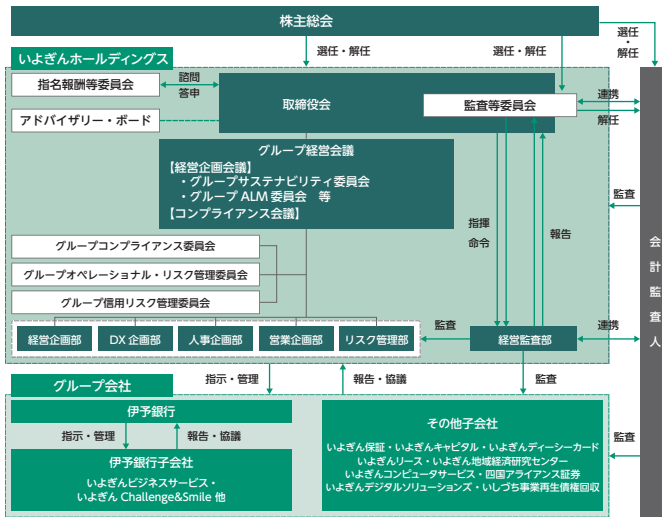 株主総会
選任・解任
選任・解任
選任
・
解任
いよぎんホールディングス
指名報酬等委員会
諮問
答申
取締役会
監査等委員会
連携
解任
アドバイザリー・ボード
グループ経営会議
【経営企画会議】
・グループサステナビリティ委員会
・グループ ALM 委員会 等
【コンプライアンス会議】
指揮
命令
報告
監査
会計監査人
グループコンプライアンス委員会
グループオペレーショナル・リスク管理委員会
グループ信用リスク管理委員会
経営企画部
DX 企画部
人事企画部
営業企画部
リスク管理部
監査
経営監査部
連携
指示・管理
報告・協議
監査
グループ会社
伊予銀行
指示・管理
報告・協議
伊予銀行子会社
いよぎんビジネスサービス・
いよぎん Challenge&Smile 他
その他子会社
いよぎん保証・いよぎんキャピタル・いよぎんディーシーカード
いよぎんリース・いよぎん地域経済研究センター
いよぎんコンピュータサービス・四国アライアンス証券
いよぎんデジタルソリューションズ・いしづち事業再生債権回収
監査